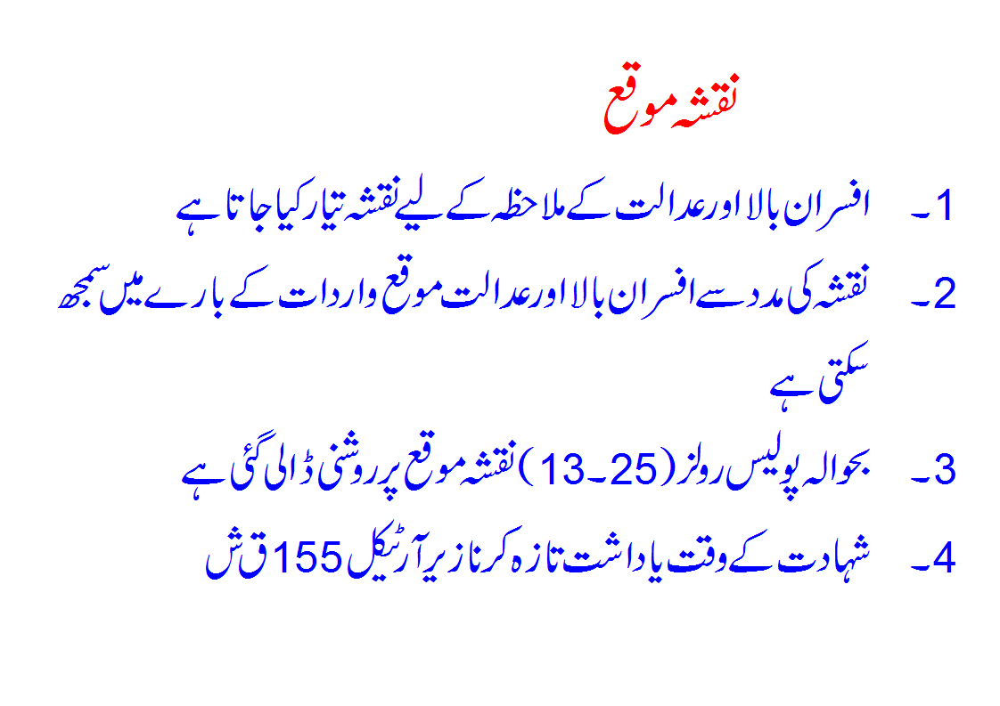 نقشہ موقع
1۔ افسران بالا اور عدالت کے ملاحظہ کے لیے نقشہ تیار کیا جاتا ہے
2۔ نقشہ کی مدد سے افسران بالا اور عدالت موقع واردات کے بارے میں سمجھ
سکتی ہے
3۔ بحوالہ پولیس رولز (25۔13) نقشہ موقع پر روشنی ڈالی گئی ہے
4۔ شہادت کے وقت یاداشت تازہ کرنا زیر آرٹیکل 155 ق ش